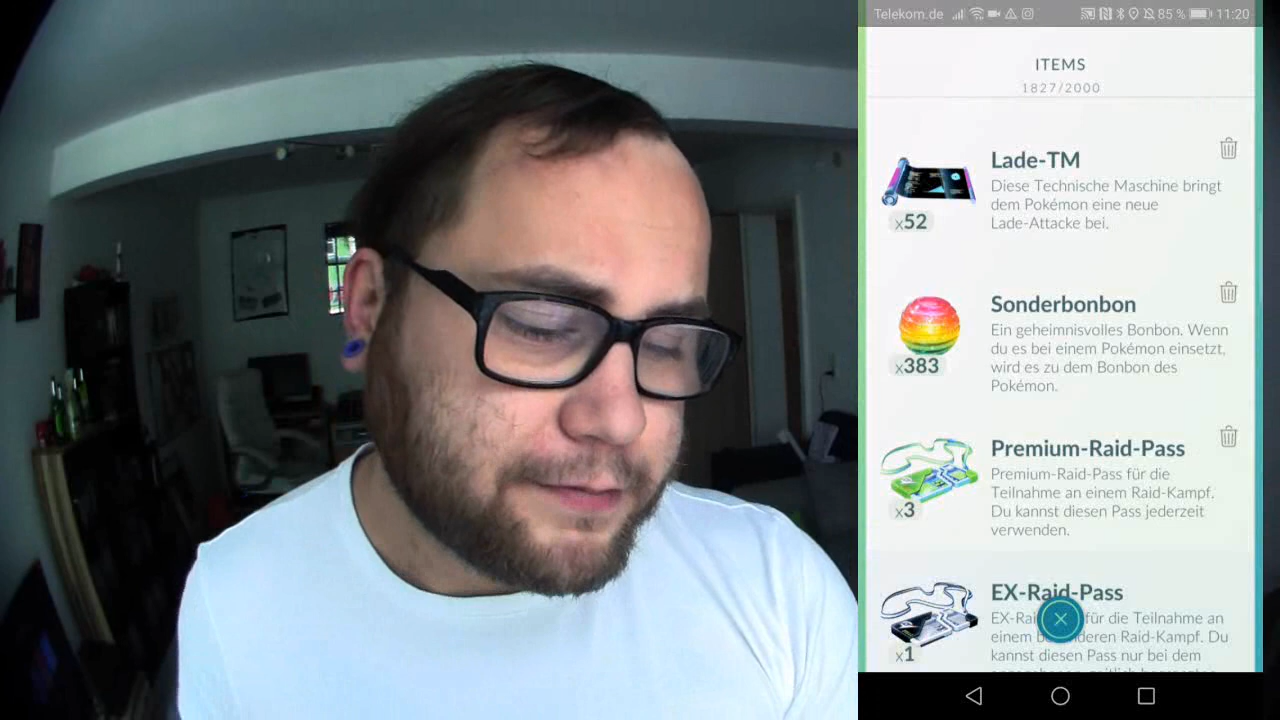 Telekom.de 85 % 11:20
ITEMS
1827/2000
Lade-TM
Diese Technische Maschine bringt
dem Pokémon eine neue
Lade-Attacke bei.
x52
Sonderbonbon
Ein geheimnisvolles Bonbon. Wenn
du es bei einem Pokémon einsetzt,
wird es zu dem Bonbon des
Pokémon.
x383
Premium-Raid-Pass
Premium-Raid-Pass für die
Teilnahme an einem Raid-Kampf.
Du kannst diesen Pass jederzeit
verwenden.
x3
EX-Raid-Pass
für die Teilnahme an
einem Raid-Kampf. Du
kannst diesen Pass nur bei dem
x1